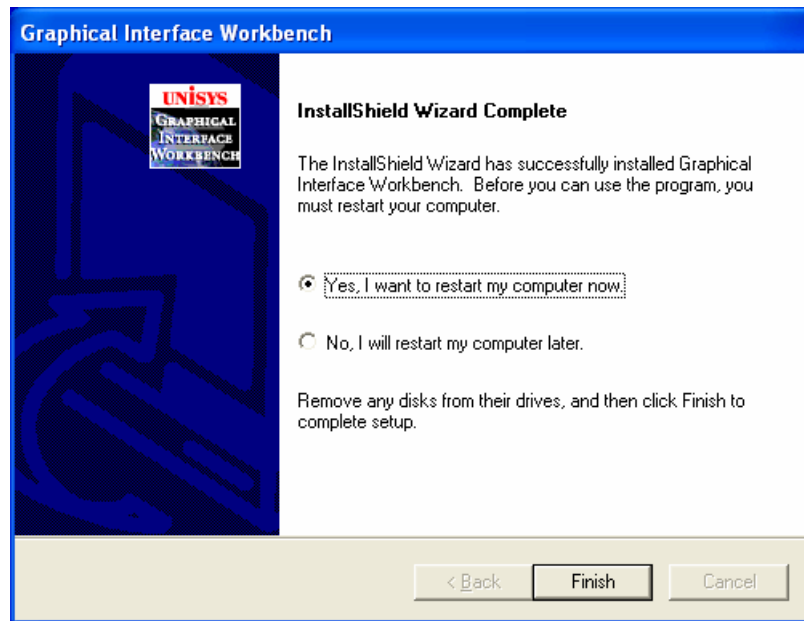 Graphical Interface Workbench
UNISYS
GRAPHICAL
INTERFACE
WORKBENCH
InstallShield Wizard Complete
The InstallShield Wizard has successfully installed Graphical
Interface Workbench. Before you can use the program, you
must restart your computer.
Yes, I want to restart my computer now.
No, I will restart my computer later.
Remove any disks from their drives, and then click Finish to
complete setup.
< Back Finish Cancel